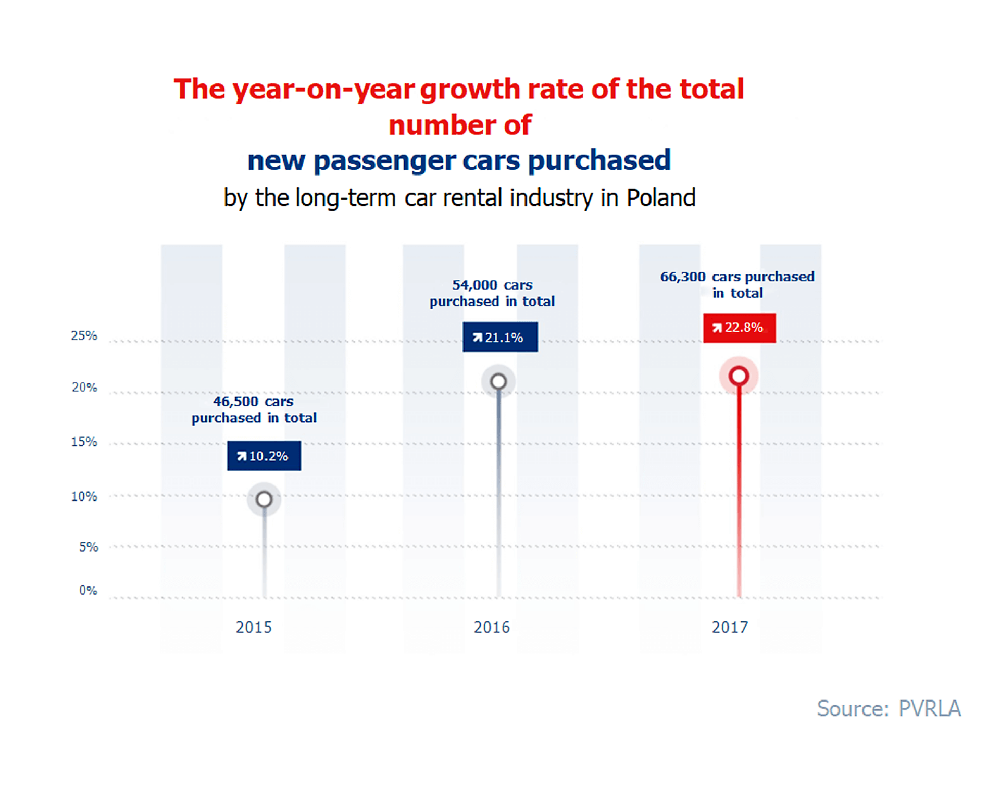 The year-on-year growth rate of the total
number of
new passenger cars purchased
by the long-term car rental industry in Poland
66,300 cars purchased
in total
54,000 cars
purchased in total
22.8%
25%
21.1%
20%
46,500 cars
purchased in total
15%
10.2%
10%
5%
0%
2015
2016
2017
Source: PVRLA